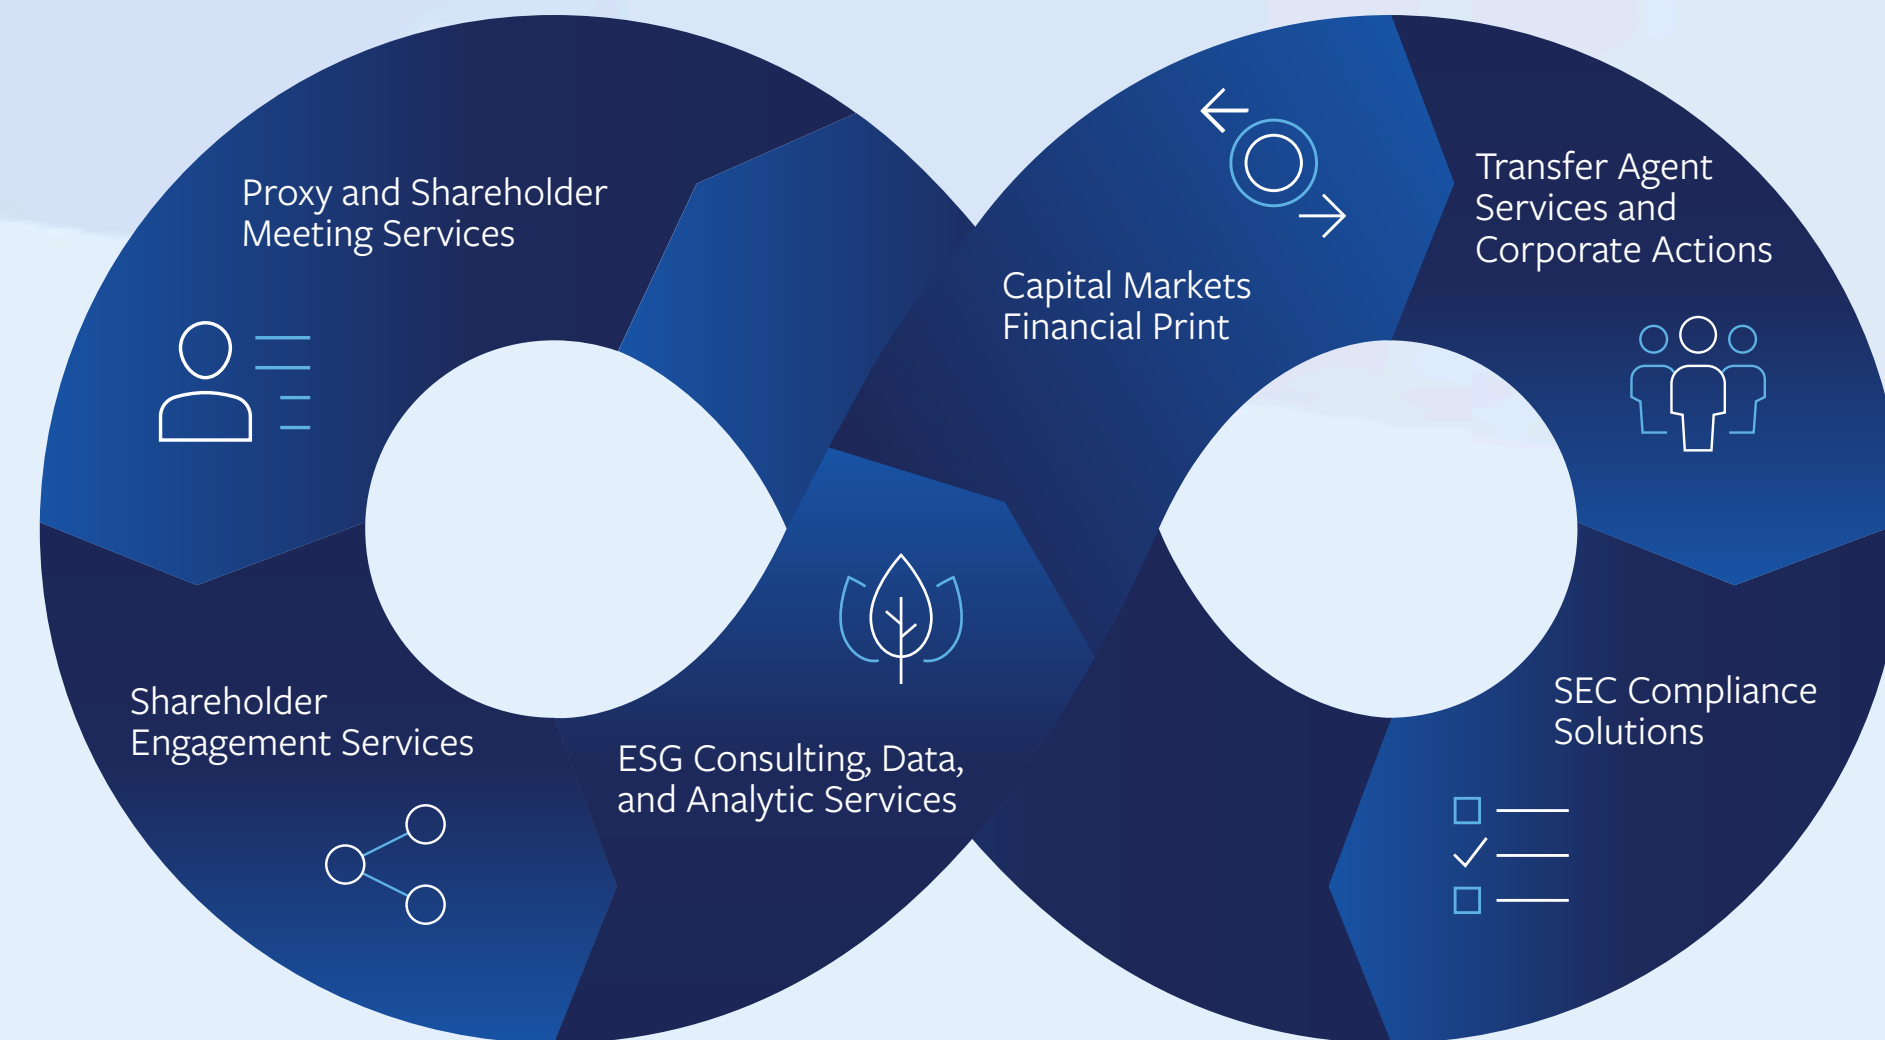 Proxy and Shareholder
Meeting Services
Capital Markets
Financial Print
Transfer Agent
Services and
Corporate Actions
Shareholder
Engagement Services
ESG Consulting, Data,
and Analytic Services
SEC Compliance
Solutions